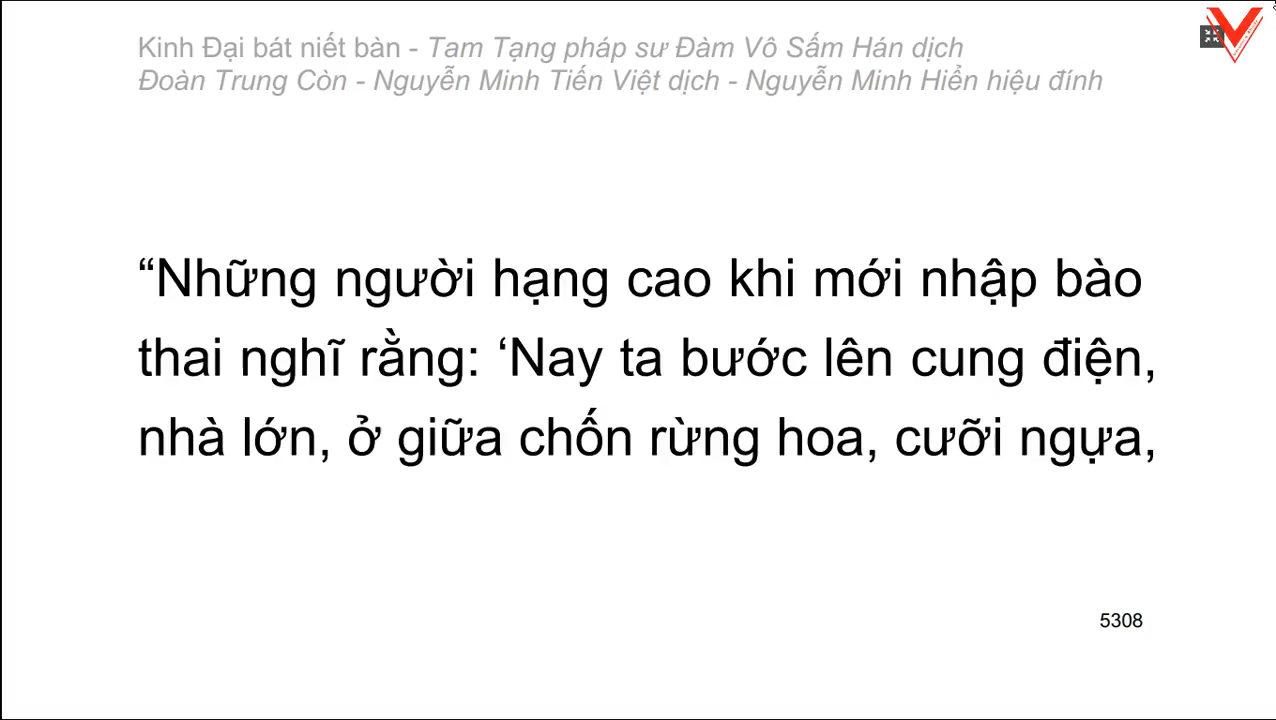 Kinh Đại bát niết bàn - Tam Tạng pháp sư Đàm Vô Sấm Hán dịch
Đoàn Trung Còn - Nguyễn Minh Tiến Việt dịch - Nguyễn Minh Hiển hiệu đính
“Những người hạng cao khi mới nhập bào
thai nghĩ rằng: ‘Nay ta bước lên cung điện,
nhà lớn, ở giữa chốn rừng hoa, cưỡi ngựa,
5308